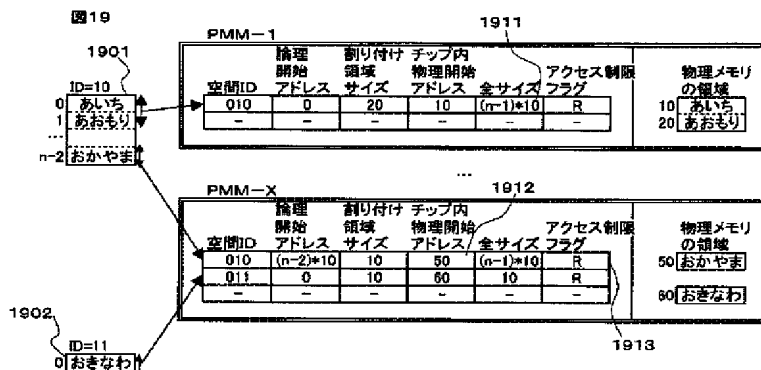 図19
1901
ID=10
0 あいち
1 あおもり
…
n-2 おかやま
PMM-1
1911
空間ID 論理開始アドレス 割り付け領域サイズ チップ内物理開始アドレス 全サイズ アクセス制限フラグ
010 0 20 10 (n-1)*10 R
- - - - - -
物理メモリの領域
10 あいち
20 あおもり
…
PMM-X
1912
空間ID 論理開始アドレス 割り付け領域サイズ チップ内物理開始アドレス 全サイズ アクセス制限フラグ
010 (n-2)*10 10 50 (n-1)*10 R
011 0 10 60 10 R
- - - - - -
物理メモリの領域
50 おかやま
60 おきなわ
1913
1902
ID=11
0 おきなわ